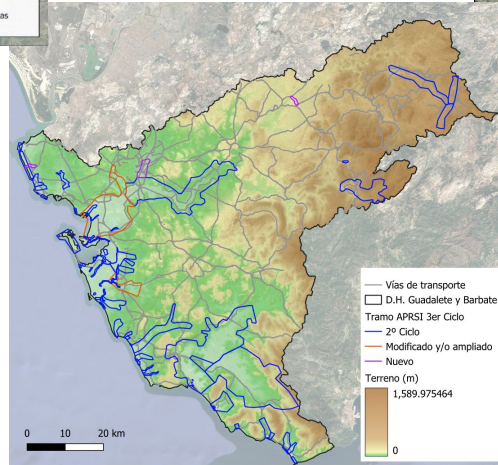 as
Vías de transporte
D.H. Guadalete y Barbate
Tramo APRSI 3er Ciclo
2º Ciclo
Modificado y/o ampliado
Nuevo
Terreno (m)
1,589.975464
0
0 10 20 km